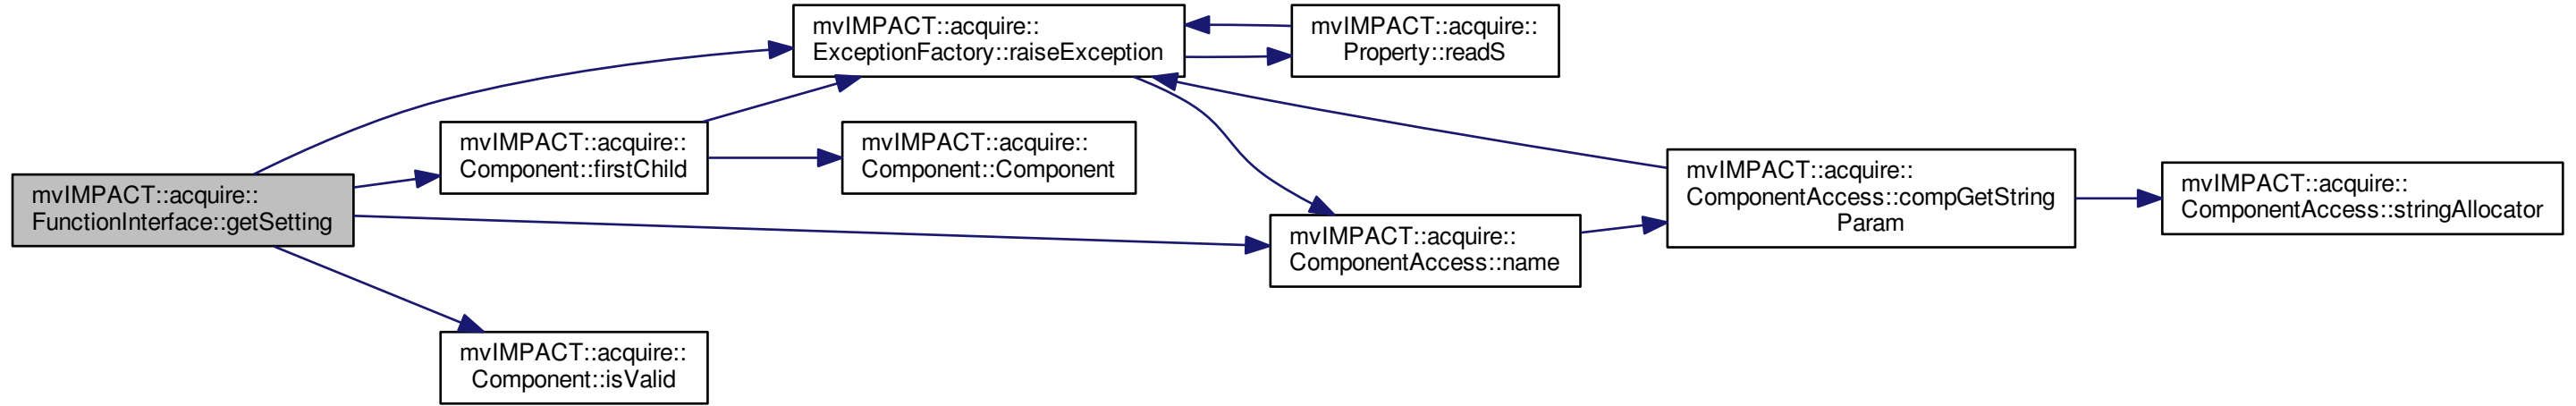 mvIMPACT::acquire::
FunctionInterface::getSetting
mvIMPACT::acquire::
ExceptionFactory::raiseException
mvIMPACT::acquire::
Property::readS
mvIMPACT::acquire::
Component::firstChild
mvIMPACT::acquire::
Component::Component
mvIMPACT::acquire::
ComponentAccess::name
mvIMPACT::acquire::
ComponentAccess::compGetString
Param
mvIMPACT::acquire::
ComponentAccess::stringAllocator
mvIMPACT::acquire::
Component::isValid